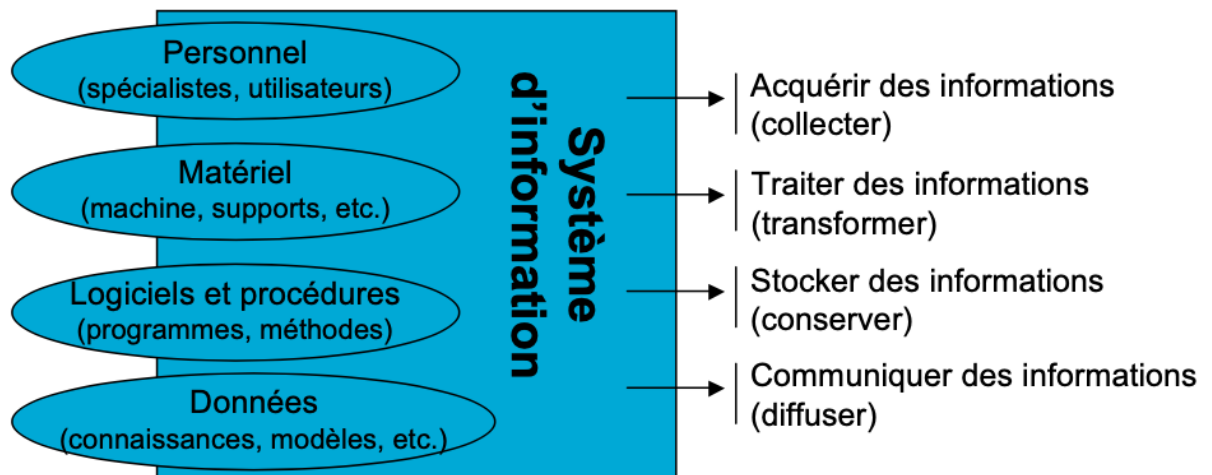 Personnel
(spécialistes, utilisateurs)
Matériel
(machine, supports, etc.)
Logiciels et procédures
(programmes, méthodes)
Données
(connaissances, modèles, etc.)
Système
d'information
Acquérir des informations
(collecter)
Traiter des informations
(transformer)
Stocker des informations
(conserver)
Communiquer des informations
(diffuser)